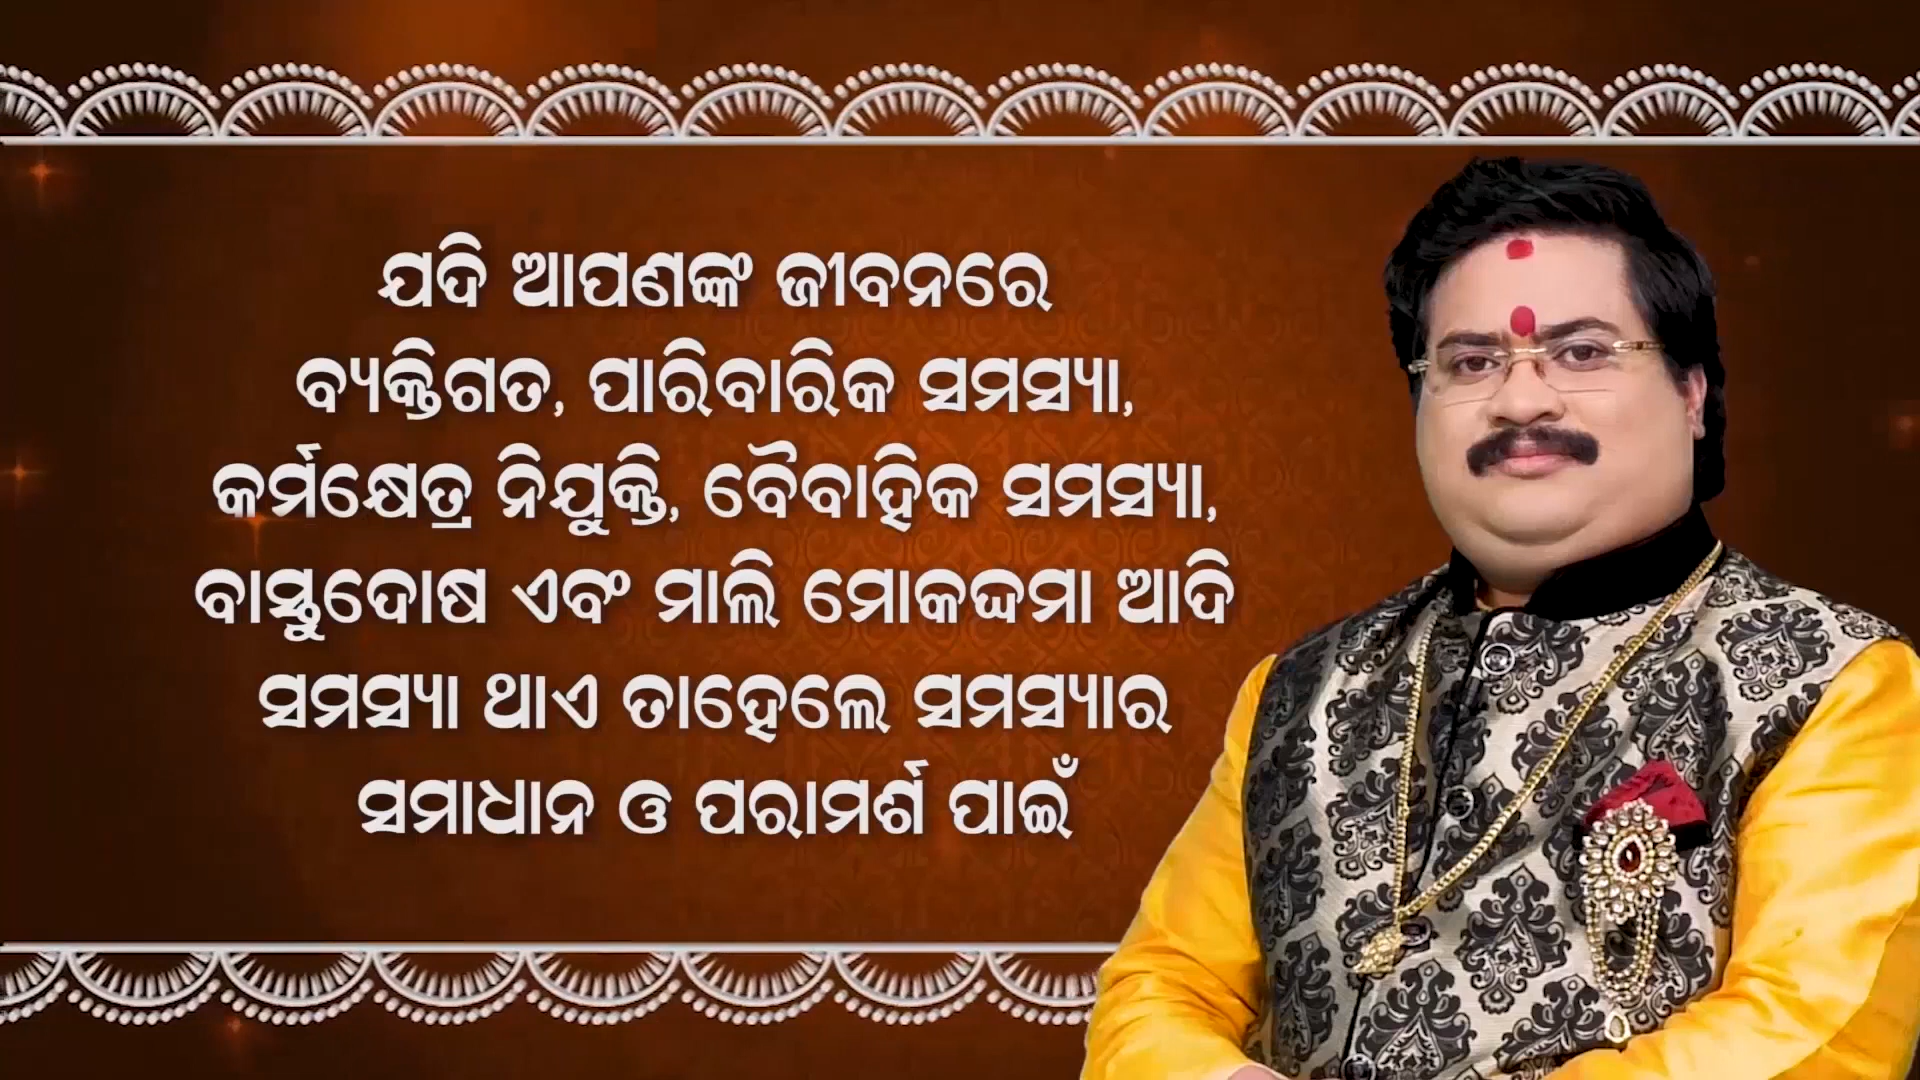 ଯଦି ଆପଣଙ୍କ ଜୀବନରେ
ବ୍ୟକ୍ତିଗତ, ପାରିବାରିକ ସମସ୍ୟା,
କର୍ମକ୍ଷେତ୍ର ନିଯୁକ୍ତି, ବୈବାହିକ ସମସ୍ୟା,
ବାସ୍ତୁଦୋଷ ଏବଂ ମାଲି ମୋକଦ୍ଦମା ଆଦି
ସମସ୍ୟା ଥାଏ ତାହେଲେ ସମସ୍ୟାର
ସମାଧାନ ଓ ପରାମର୍ଶ ପାଇଁ